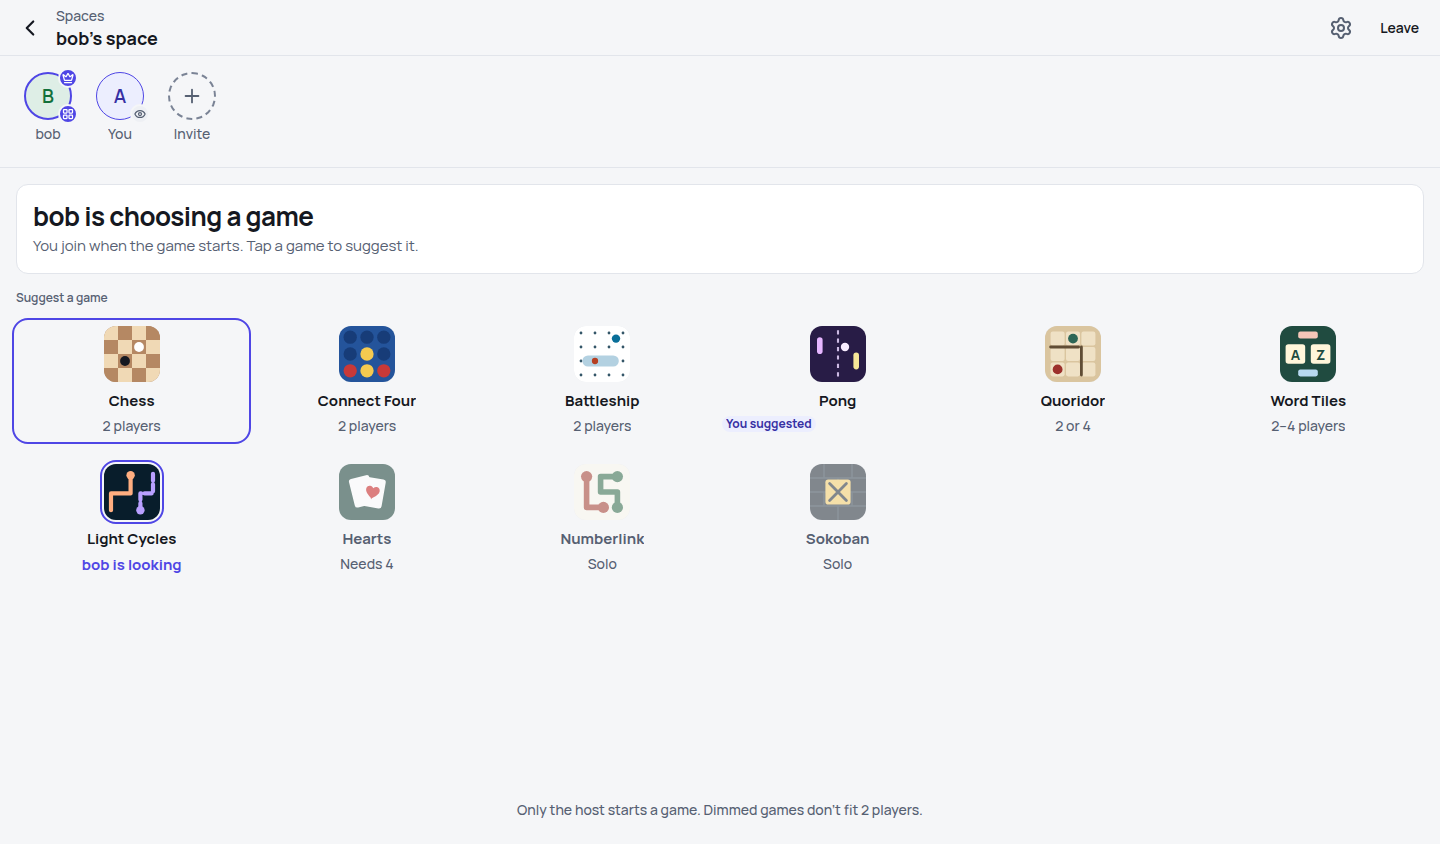 Spaces
bob's space
Leave
B
A
bob
You
Invite
bob is choosing a game
You join when the game starts. Tap a game to suggest it.
Suggest a game
Chess
2 players
Connect Four
2 players
Battleship
2 players
Pong
You suggested
Quoridor
2 or 4
A Z
Word Tiles
2–4 players
Light Cycles
bob is looking
Hearts
Needs 4
Numberlink
Solo
Sokoban
Solo
Only the host starts a game. Dimmed games don't fit 2 players.